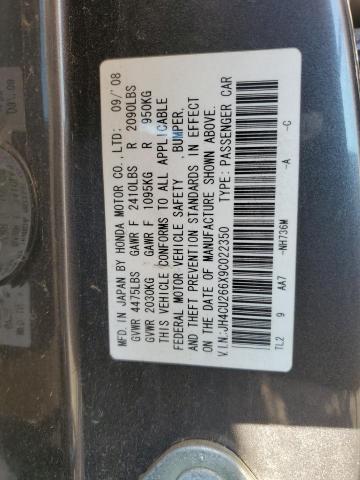 MFD. IN JAPAN BY HONDA MOTOR CO., LTD: 09/'08
GVWR 4475LBS GAWR F 2410LBS R 2090LBS
GVWR 2030KG GAWR F 1095KG R 950KG
THIS VEHICLE CONFORMS TO ALL APPLICABLE
FEDERAL MOTOR VEHICLE SAFETY , BUMPER,
AND THEFT PREVENTION STANDARDS IN EFFECT
ON THE DATE OF MANUFACTURE SHOWN ABOVE.
V.I.N.:JH4CU266X9C022350 TYPE: PASSENGER CAR
TL2 9 AA7 -NH736M -A -C